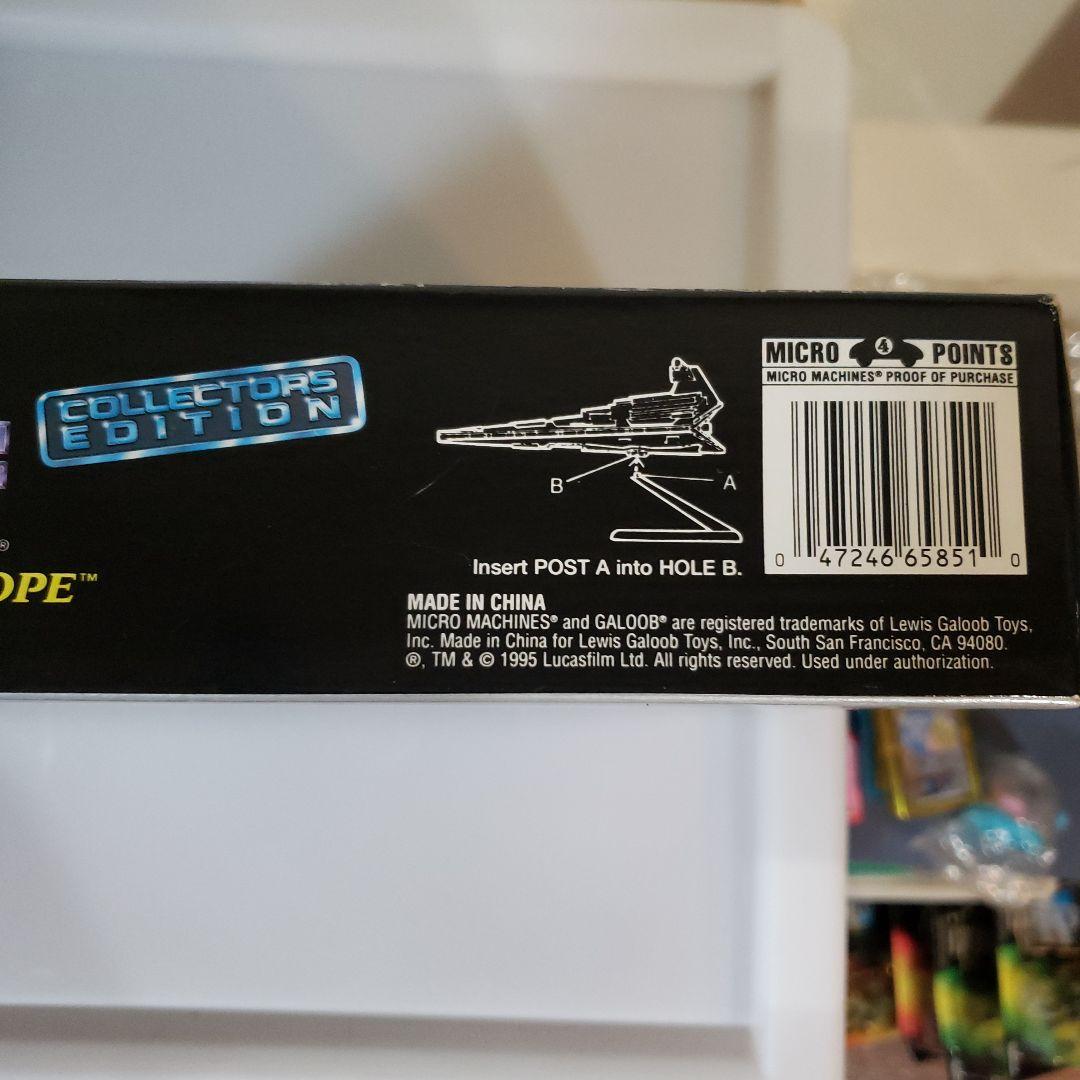 COLLECTORS
EDITION
®
OPE™
B
A
Insert POST A into HOLE B.
MICRO 4 POINTS
MICRO MACHINES® PROOF OF PURCHASE
0 47246 65851 0
MADE IN CHINA
MICRO MACHINES® and GALOOB® are registered trademarks of Lewis Galoob Toys,
Inc. Made in China for Lewis Galoob Toys, Inc., South San Francisco, CA 94080.
®, TM & © 1995 Lucasfilm Ltd. All rights reserved. Used under authorization.